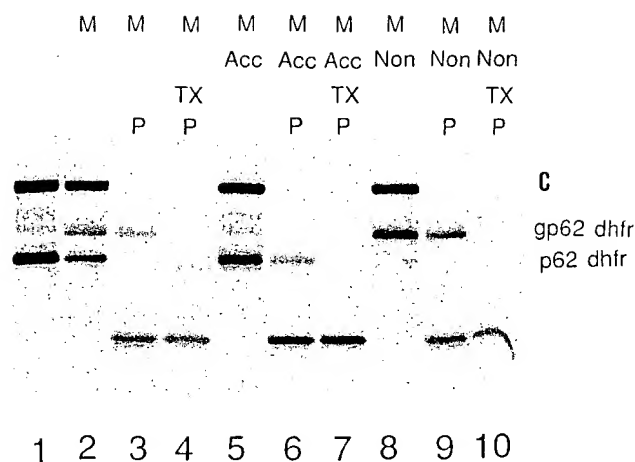 M M M M M M M M M
Acc Acc Acc Non Non Non
TX TX TX
P P P P P P
C
gp62 dhfr
p62 dhfr
1 2 3 4 5 6 7 8 9 10